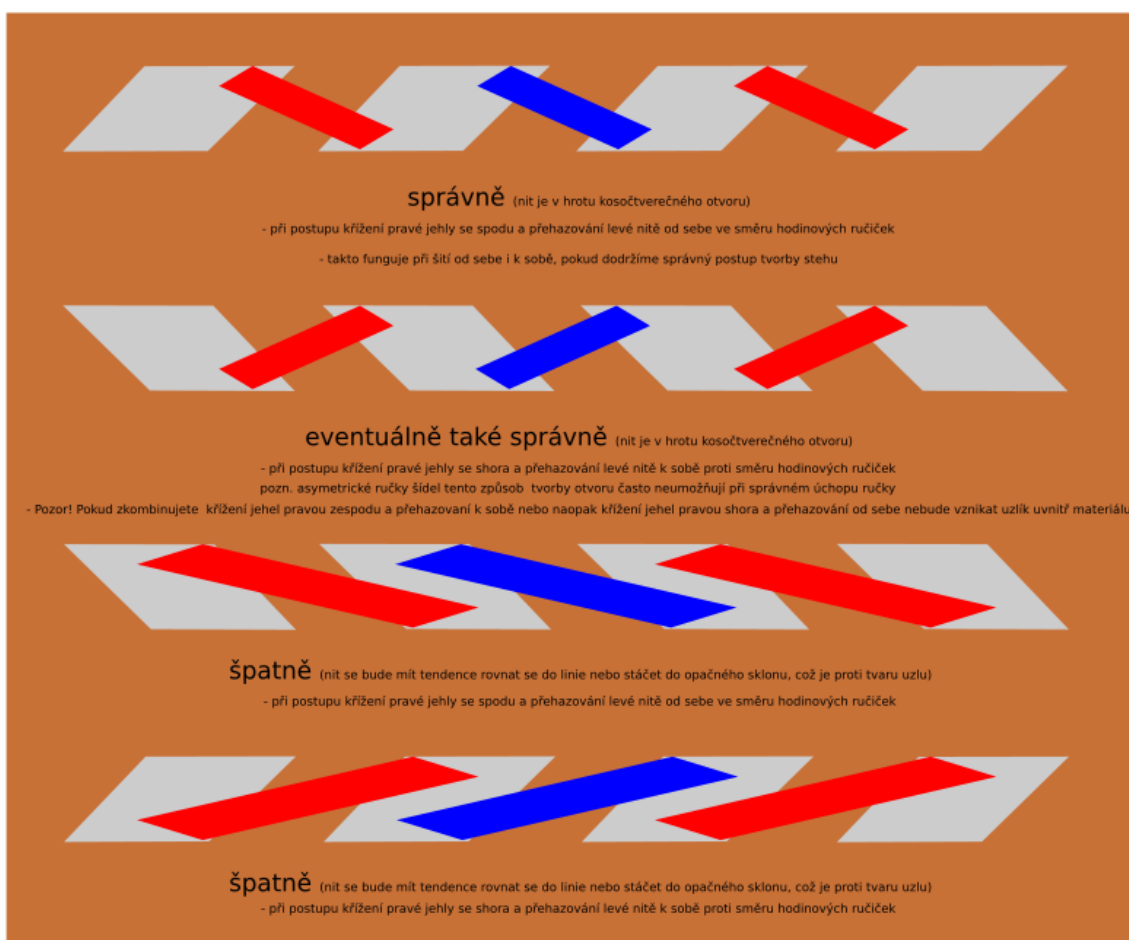 správně (nit je v hrotu kosočtverečného otvoru)
- při postupu křížení pravé jehly se spodu a přehazování levé nitě od sebe ve směru hodinových ručiček
- takto funguje při šití od sebe i k sobě, pokud dodržíme správný postup tvorby stehu
eventuálně také správně (nit je v hrotu kosočtverečného otvoru)
- při postupu křížení pravé jehly se shora a přehazování levé nitě k sobě proti směru hodinových ručiček
pozn. asymetrické ručky šídel tento způsob tvorby otvoru často neumožňují při správném úchopu ručky
- Pozor! Pokud zkombinujete křížení jehel pravou zespodu a přehazovaní k sobě nebo naopak křížení jehel pravou shora a přehazování od sebe nebude vznikat uzlík uvnitř materiálu
špatně (nit se bude mít tendence rovnat se do linie nebo stáčet do opačného sklonu, což je proti tvaru uzlu)
- při postupu křížení pravé jehly se spodu a přehazování levé nitě od sebe ve směru hodinových ručiček
špatně (nit se bude mít tendence rovnat se do linie nebo stáčet do opačného sklonu, což je proti tvaru uzlu)
- při postupu křížení pravé jehly se shora a přehazování levé nitě k sobě proti směru hodinových ručiček